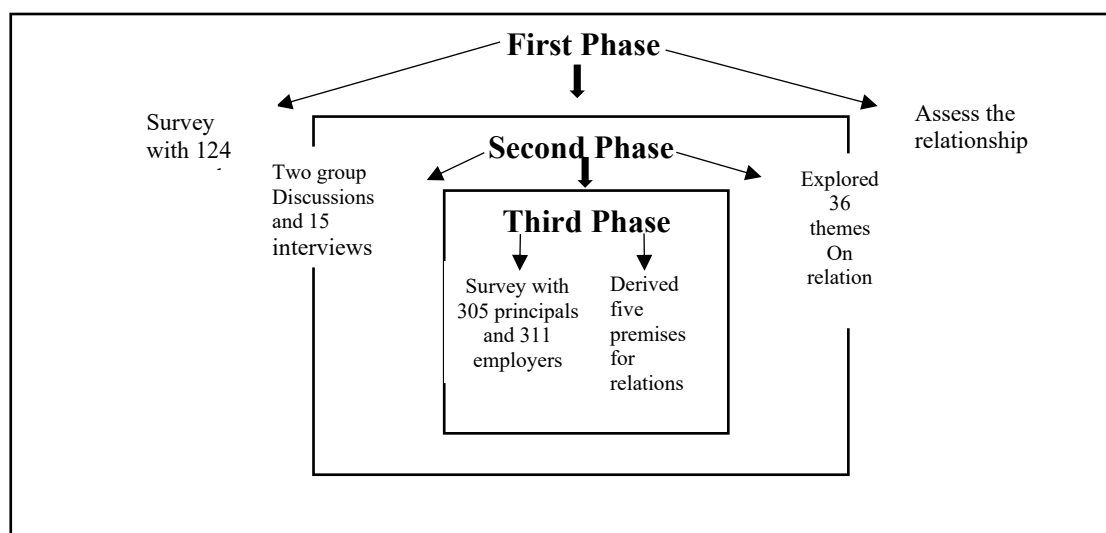 First Phase
Survey
with 124
Assess the
relationship
Second Phase
Two group
Discussions
and 15
interviews
Explored
36
themes
On
relation
Third Phase
Survey with
305 principals
and 311
employers
Derived
five
premises
for
relations